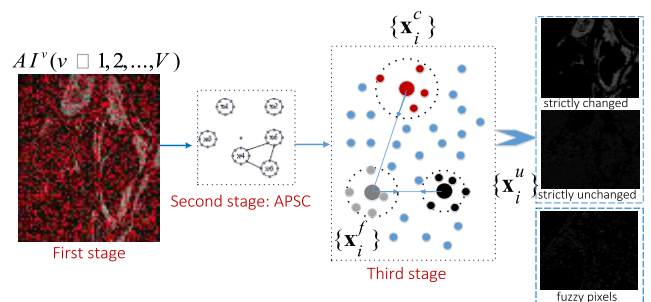 AI^v(v □ 1,2,...,V)
First stage
x4
Second stage: APSC
{x_i^c}
{x_i^f}
{x_i^u}
Third stage
strictly changed
strictly unchanged
fuzzy pixels